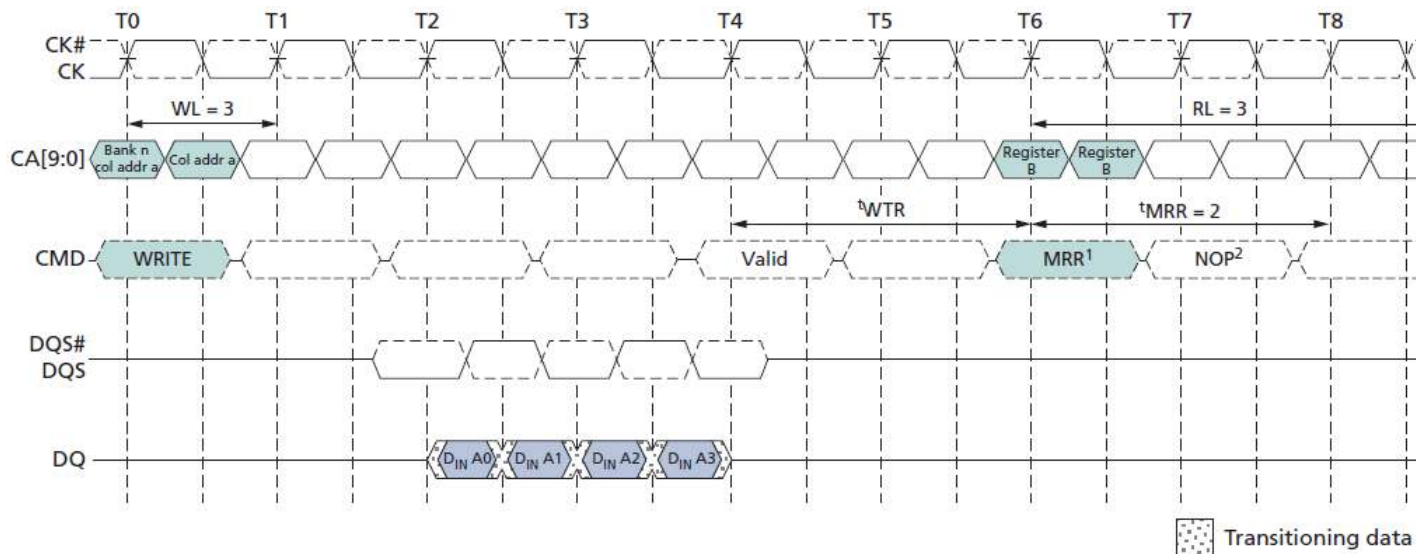 T0 T1 T2 T3 T4 T5 T6 T7 T8
CK#
CK
WL = 3 RL = 3
CA[9:0] Bank n col addr a Col addr a Register B Register B
tWTR tMRR = 2
CMD WRITE Valid MRR1 NOP2
DQS#
DQS
DQ DIN A0 DIN A1 DIN A2 DIN A3
Transitioning data